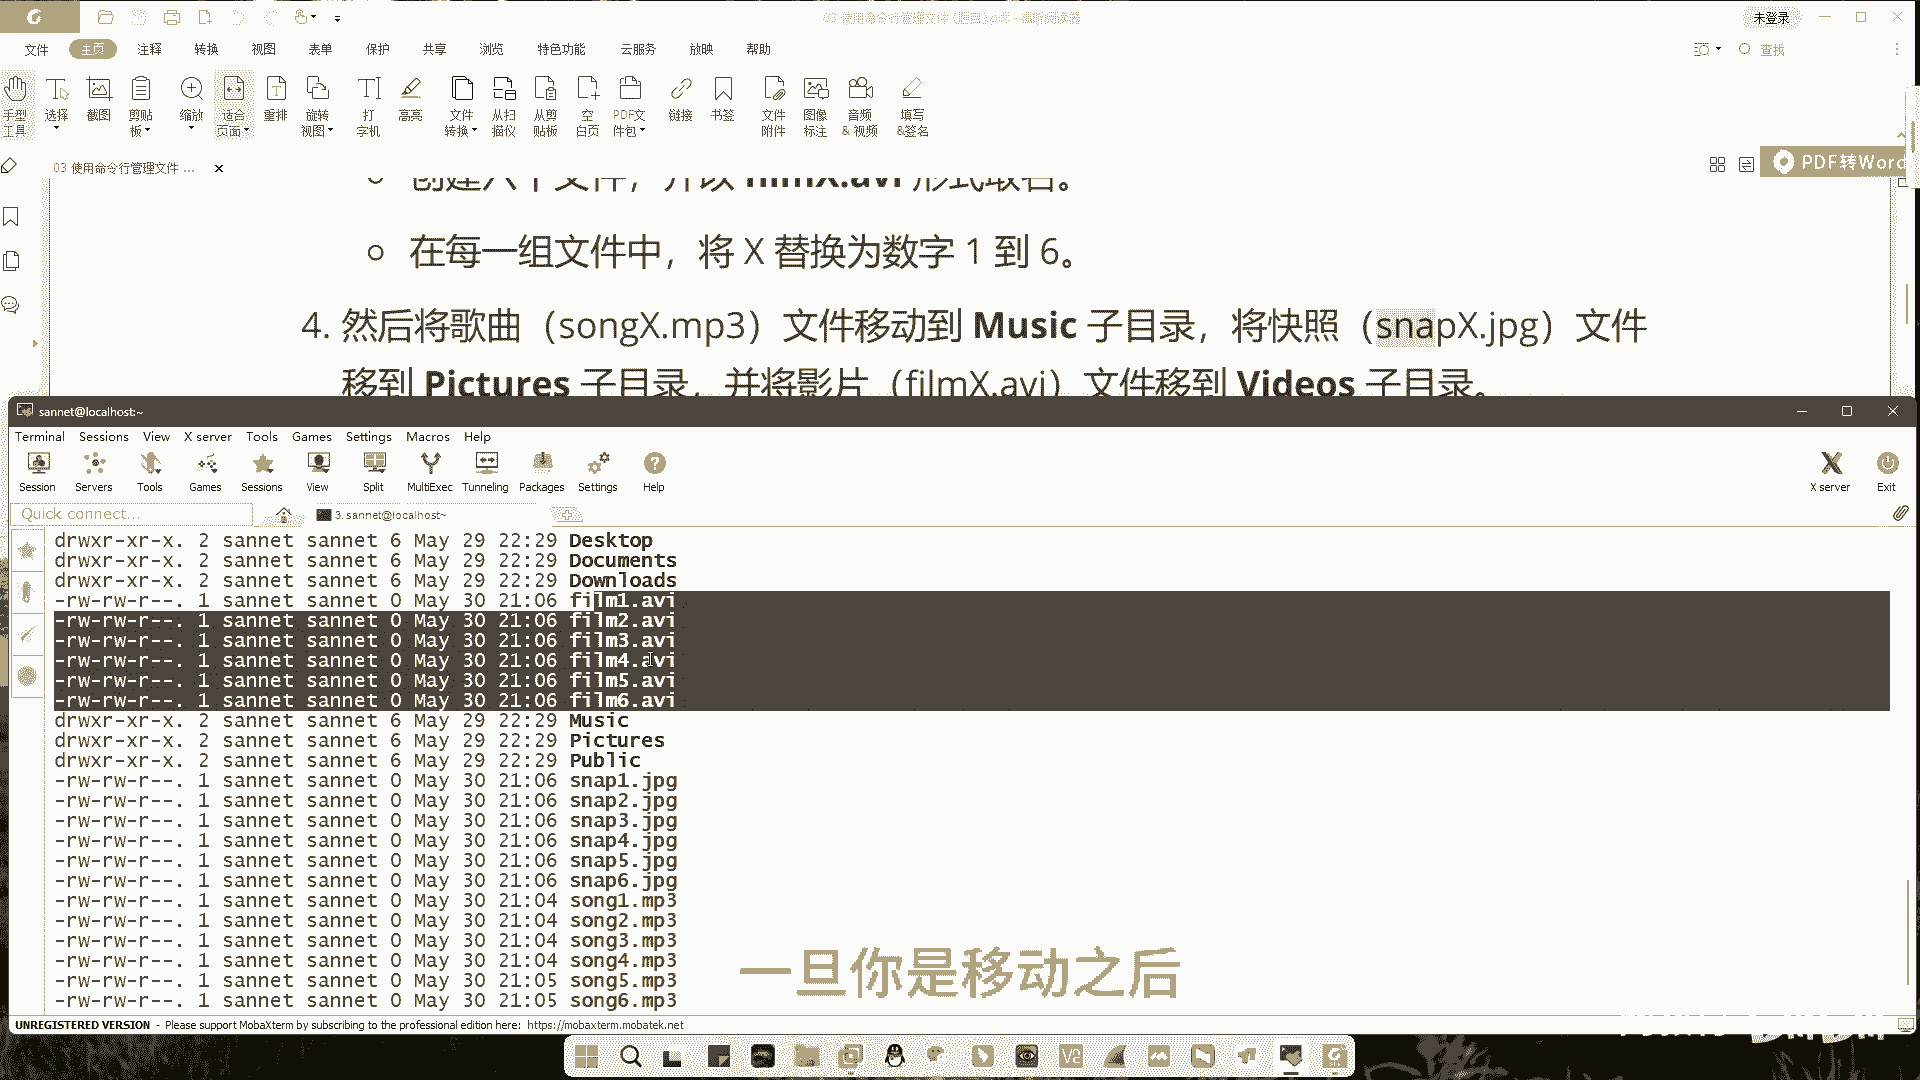 未登录
文件 主页 注释 转换 视图 表单 保护 共享 浏览 特色功能 云服务 放映 帮助
查找
手型工具 选择 截图 剪贴板 缩放 适合页面 重排 旋转视图 打字机 高亮 文件转换 从扫描仪 从剪贴板 空白页 PDF文件包 链接 书签 文件附件 图像标注 音频&视频 填写&签名
03 使用命令行管理文件 ...
PDF转Word
创建六个文件，并以 filmX.avi 形式取名。
在每一组文件中，将 X 替换为数字 1 到 6。
4. 然后将歌曲（songX.mp3）文件移动到 Music 子目录，将快照（snapX.jpg）文件
移到 Pictures 子目录，并将影片（filmX.avi）文件移到 Videos 子目录。
sannet@localhost:~
Terminal Sessions View X server Tools Games Settings Macros Help
Session Servers Tools Games Sessions View Split MultiExec Tunneling Packages Settings Help X server Exit
Quick connect...
3. sannet@localhost~
drwxr-xr-x. 2 sannet sannet 6 May 29 22:29 Desktop
drwxr-xr-x. 2 sannet sannet 6 May 29 22:29 Documents
drwxr-xr-x. 2 sannet sannet 6 May 29 22:29 Downloads
-rw-rw-r--. 1 sannet sannet 0 May 30 21:06 film1.avi
-rw-rw-r--. 1 sannet sannet 0 May 30 21:06 film2.avi
-rw-rw-r--. 1 sannet sannet 0 May 30 21:06 film3.avi
-rw-rw-r--. 1 sannet sannet 0 May 30 21:06 film4.avi
-rw-rw-r--. 1 sannet sannet 0 May 30 21:06 film5.avi
-rw-rw-r--. 1 sannet sannet 0 May 30 21:06 film6.avi
drwxr-xr-x. 2 sannet sannet 6 May 29 22:29 Music
drwxr-xr-x. 2 sannet sannet 6 May 29 22:29 Pictures
drwxr-xr-x. 2 sannet sannet 6 May 29 22:29 Public
-rw-rw-r--. 1 sannet sannet 0 May 30 21:06 snap1.jpg
-rw-rw-r--. 1 sannet sannet 0 May 30 21:06 snap2.jpg
-rw-rw-r--. 1 sannet sannet 0 May 30 21:06 snap3.jpg
-rw-rw-r--. 1 sannet sannet 0 May 30 21:06 snap4.jpg
-rw-rw-r--. 1 sannet sannet 0 May 30 21:06 snap5.jpg
-rw-rw-r--. 1 sannet sannet 0 May 30 21:06 snap6.jpg
-rw-rw-r--. 1 sannet sannet 0 May 30 21:04 song1.mp3
-rw-rw-r--. 1 sannet sannet 0 May 30 21:04 song2.mp3
-rw-rw-r--. 1 sannet sannet 0 May 30 21:04 song3.mp3
-rw-rw-r--. 1 sannet sannet 0 May 30 21:04 song4.mp3
-rw-rw-r--. 1 sannet sannet 0 May 30 21:05 song5.mp3
-rw-rw-r--. 1 sannet sannet 0 May 30 21:05 song6.mp3
一旦你是移动之后
UNREGISTERED VERSION - Please support MobaXterm by subscribing to the professional edition here: https://mobaxterm.mobatek.net